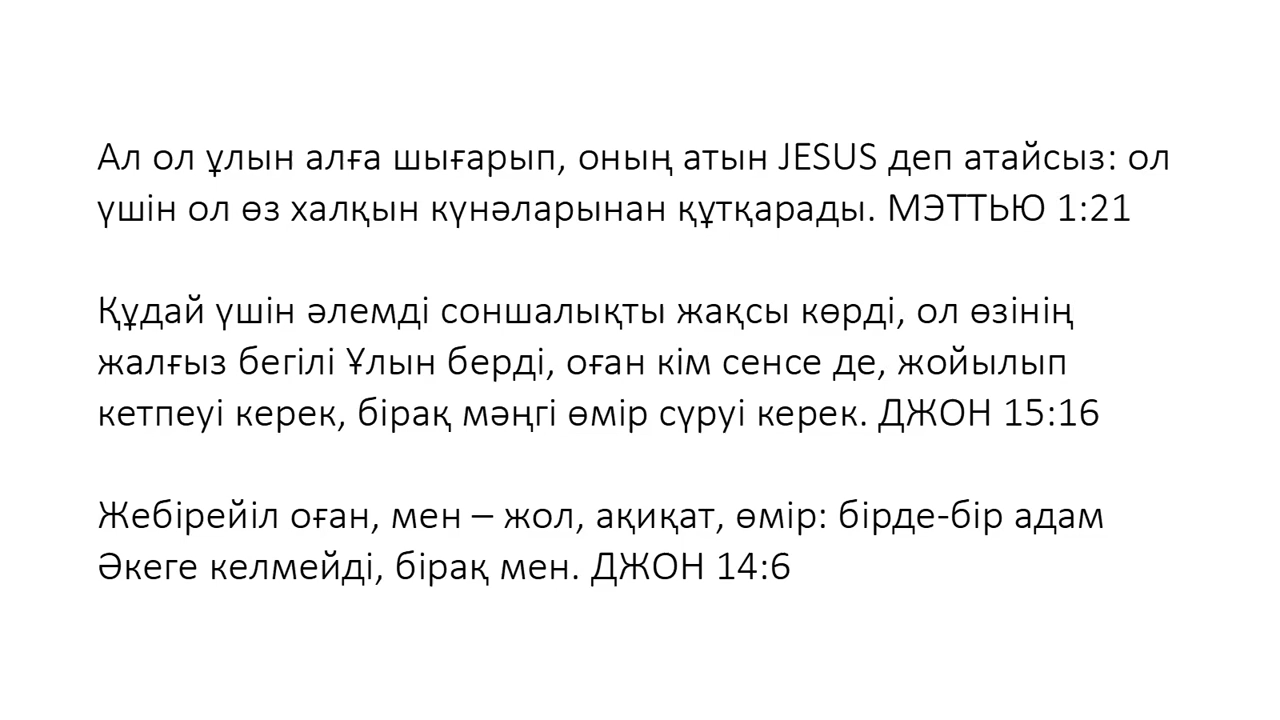 Ал ол ұлын алға шығарып, оның атын JESUS деп атайсыз: ол
үшін ол өз халқын күнәларынан құтқарады. МЭТТЬЮ 1:21
Құдай үшін әлемді соншалықты жақсы көрді, ол өзінің
жалғыз бегілі Ұлын берді, оған кім сенсе де, жойылып
кетпеуі керек, бірақ мәңгі өмір сүруі керек. ДЖОН 15:16
Жебірейіл оған, мен – жол, ақиқат, өмір: бірде-бір адам
Әкеге келмейді, бірақ мен. ДЖОН 14:6